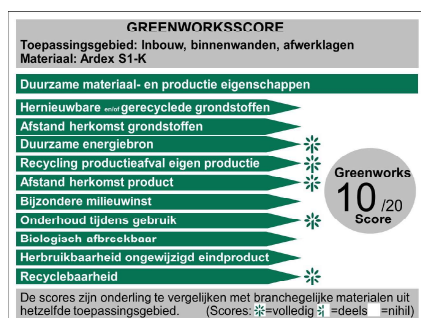 GREENWORKSSCORE
Toepassingsgebied: Inbouw, binnenwanden, afwerklagen
Materiaal: Ardex S1-K
Duurzame materiaal- en productie eigenschappen
Hernieuwbare en/of gerecyclede grondstoffen
Afstand herkomst grondstoffen
Duurzame energiebron
Recycling productieafval eigen productie
Afstand herkomst product
Bijzondere milieuwinst
Onderhoud tijdens gebruik
Biologisch afbreekbaar
Herbruikbaarheid ongewijzigd eindproduct
Recyclebaarheid
Greenworks
10 /20
Score
De scores zijn onderling te vergelijken met branchegelijke materialen uit
hetzelfde toepassingsgebied. (Scores: =volledig =deels =nihil)